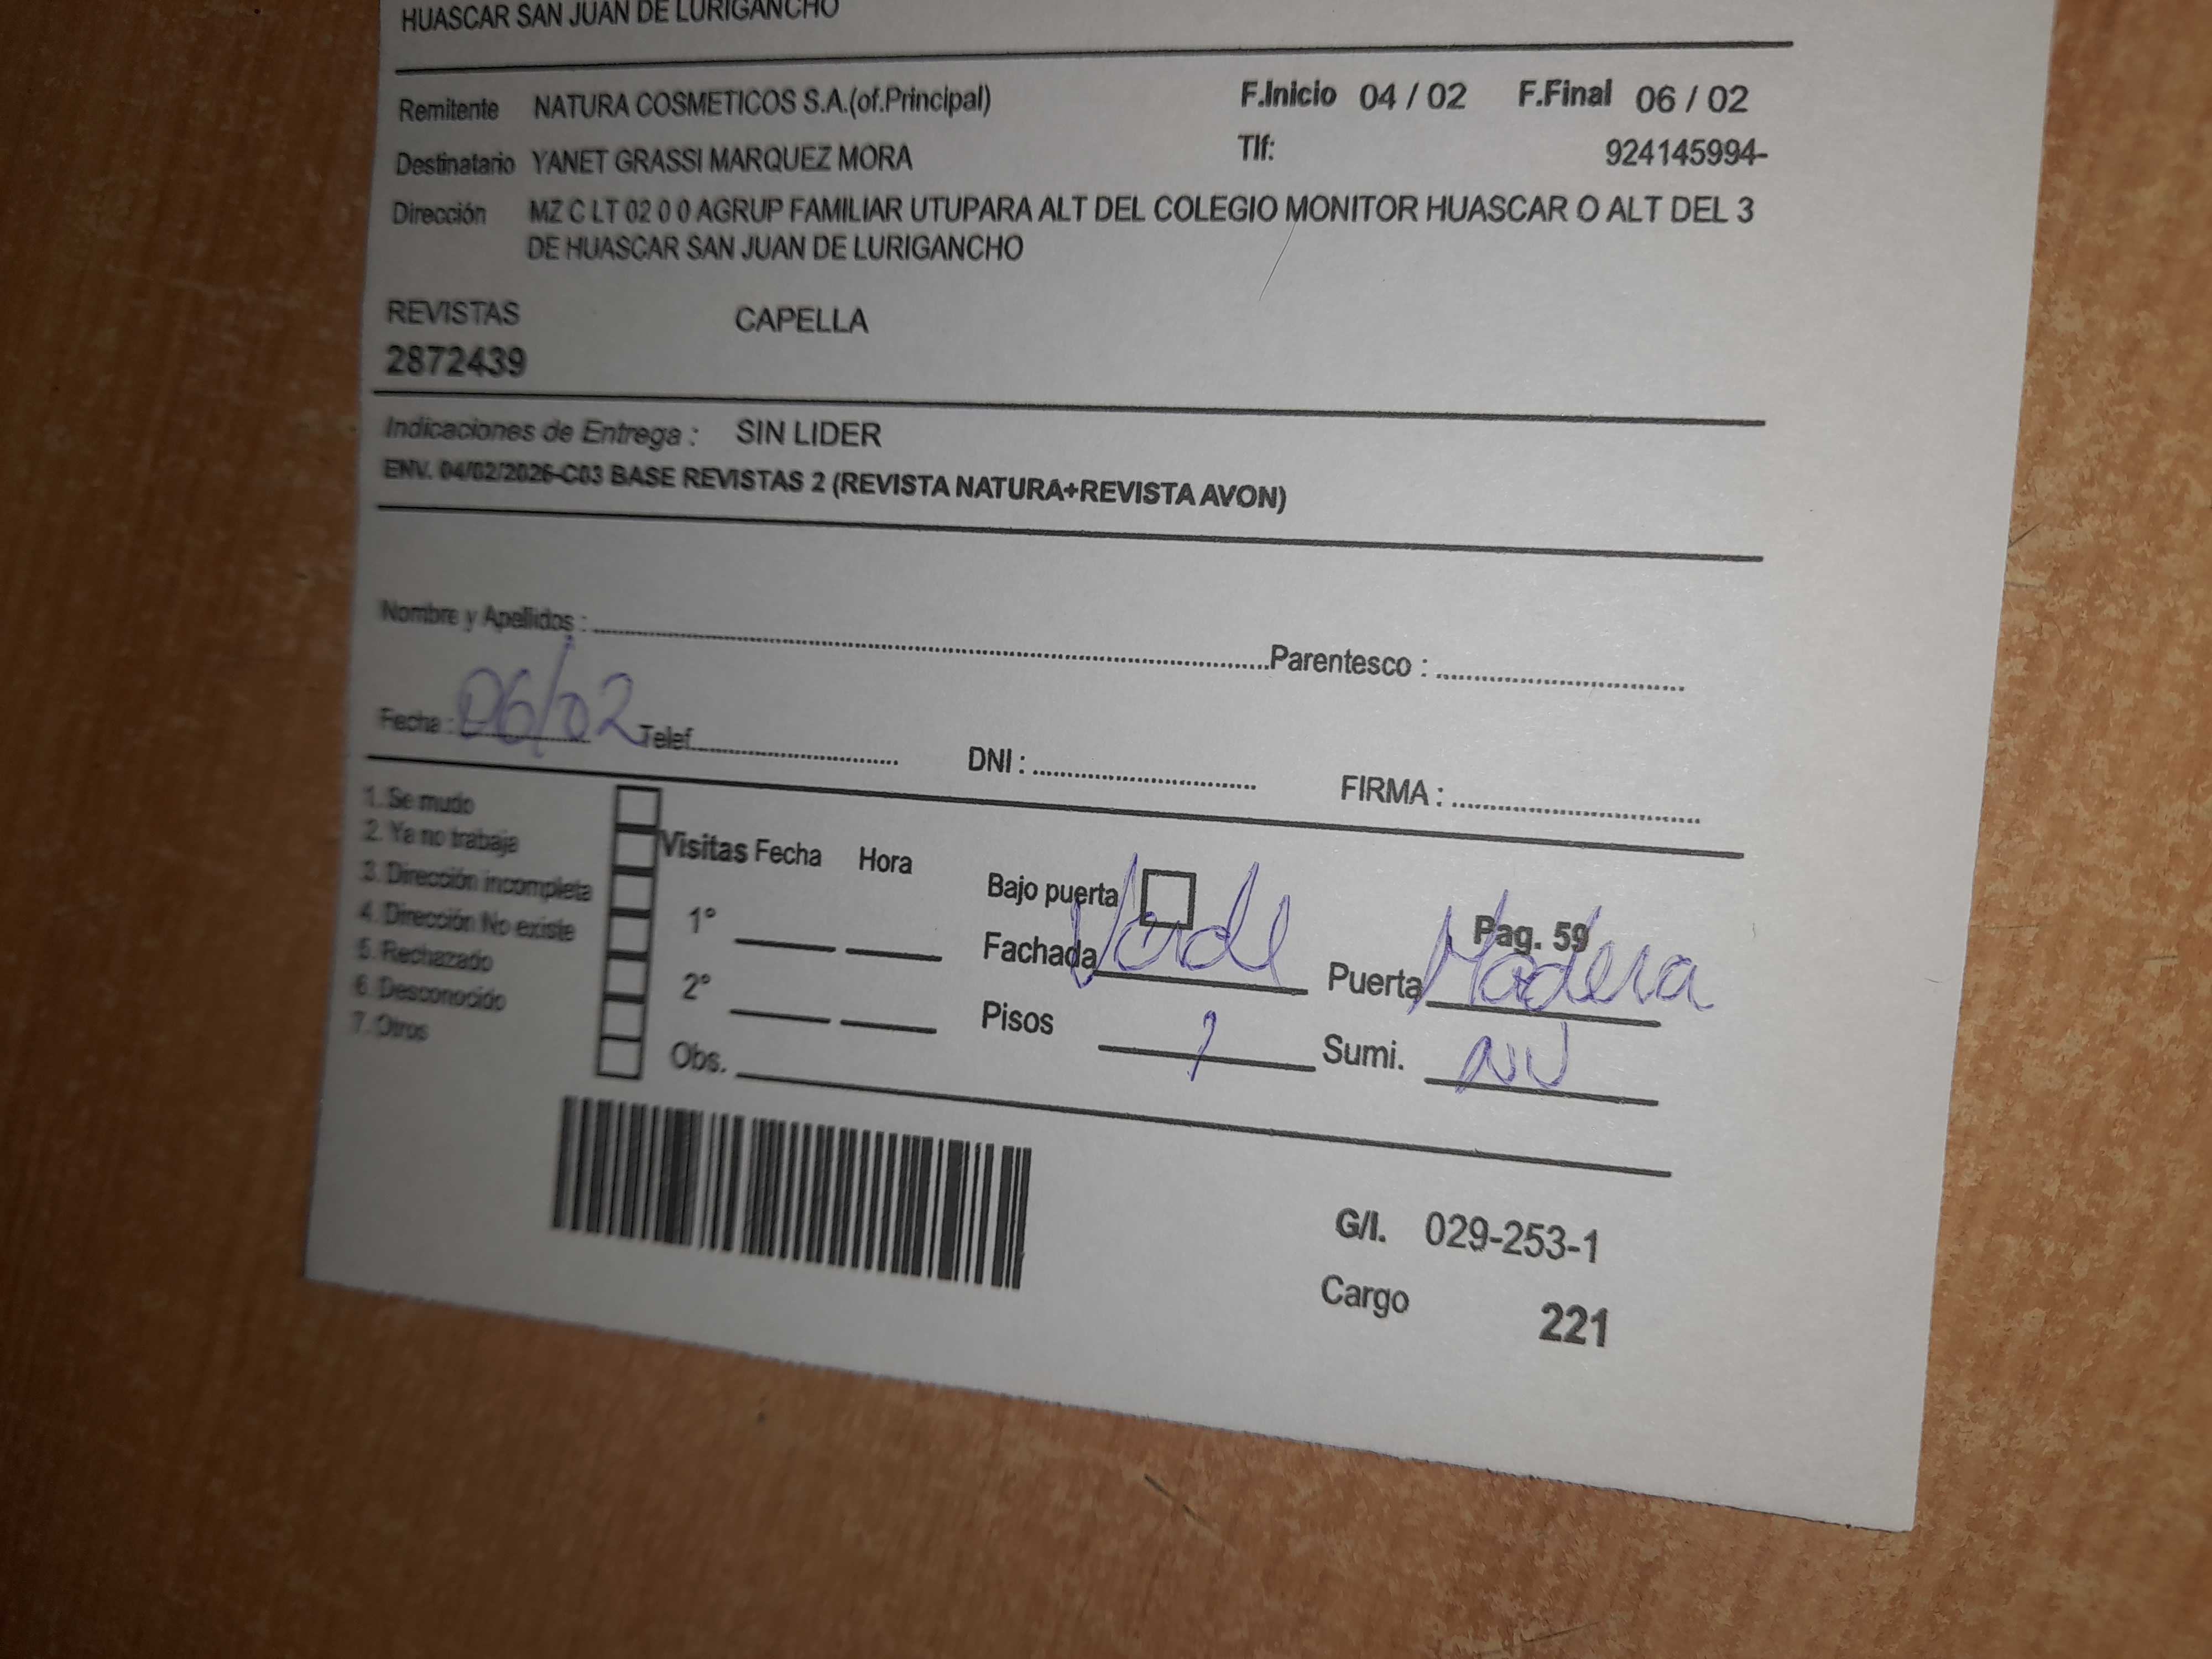 HUASCAR SAN JUAN DE LURIGANCHO
Remitente NATURA COSMETICOS S.A.(of.Principal) F.Inicio 04 / 02 F.Final 06 / 02
Destinatario YANET GRASSI MARQUEZ MORA Tlf: 924145994-
Dirección MZ C LT 02 0 0 AGRUP FAMILIAR UTUPARA ALT DEL COLEGIO MONITOR HUASCAR O ALT DEL 3
DE HUASCAR SAN JUAN DE LURIGANCHO
REVISTAS CAPELLA
2872439
Indicaciones de Entrega : SIN LIDER
ENV. 04/02/2026-C03 BASE REVISTAS 2 (REVISTA NATURA+REVISTA AVON)
Nombre y Apellidos : Parentesco :
Fecha : 06/02 Telef. DNI : FIRMA :
1. Se mudo
2. Ya no trabaja
3. Dirección incompleta
4. Dirección No existe
5. Rechazado
6. Desconocido
7. Otros
Visitas Fecha Hora
1°
2°
Obs.
Bajo puerta Pag. 59
Fachada Verde Puerta Madera
Pisos 1 Sumi. NV
G/I. 029-253-1
Cargo 221